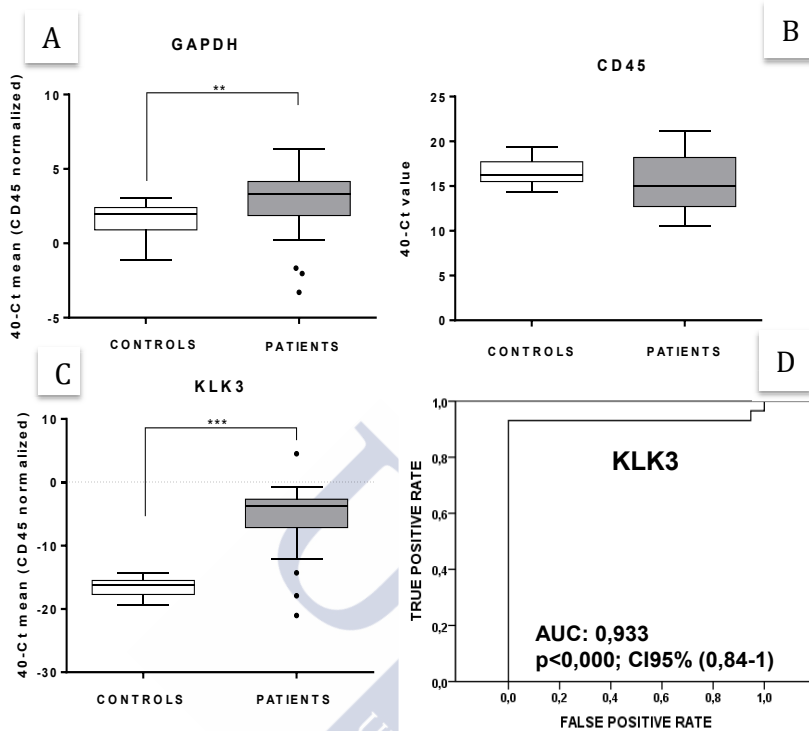 A
GAPDH
40-Ct mean (CD45 normalized)
10
5
0
-5
**
CONTROLS
PATIENTS
B
CD45
40-Ct value
25
20
15
10
5
0
CONTROLS
PATIENTS
C
KLK3
40-Ct mean (CD45 normalized)
10
0
-10
-20
-30
***
CONTROLS
PATIENTS
D
TRUE POSITIVE RATE
1,0
0,8
0,6
0,4
0,2
0,0
KLK3
AUC: 0,933
p<0,000; CI95% (0,84-1)
0,0 0,2 0,4 0,6 0,8 1,0
FALSE POSITIVE RATE
U